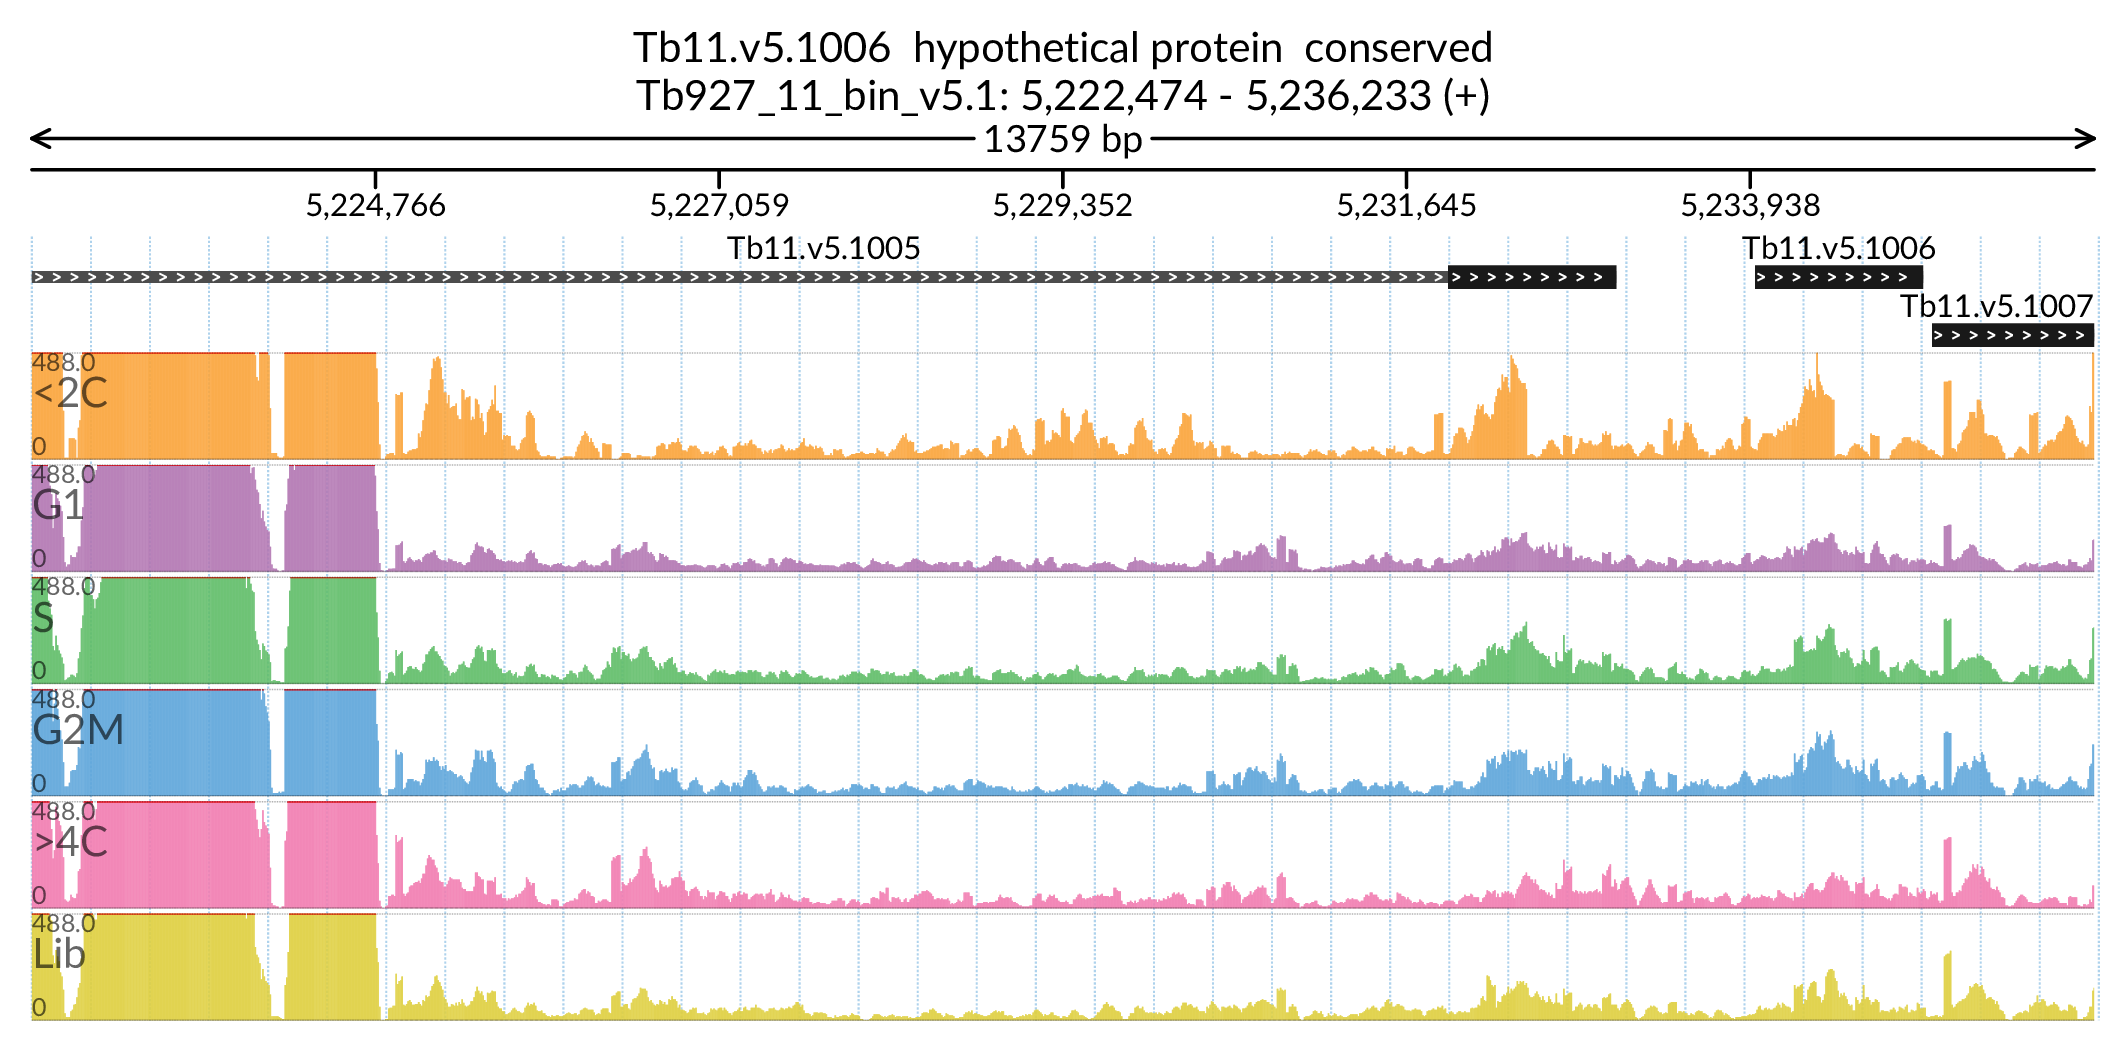 Tb11.v5.1006  hypothetical protein  conserved
Tb927_11_bin_v5.1: 5,222,474 - 5,236,233 (+)
13759 bp
5,224,766 5,227,059 5,229,352 5,231,645 5,233,938
Tb11.v5.1005 Tb11.v5.1006
Tb11.v5.1007
488.0
<2C
0
488.0
G1
0
488.0
S
0
488.0
G2M
0
488.0
>4C
0
488.0
Lib
0